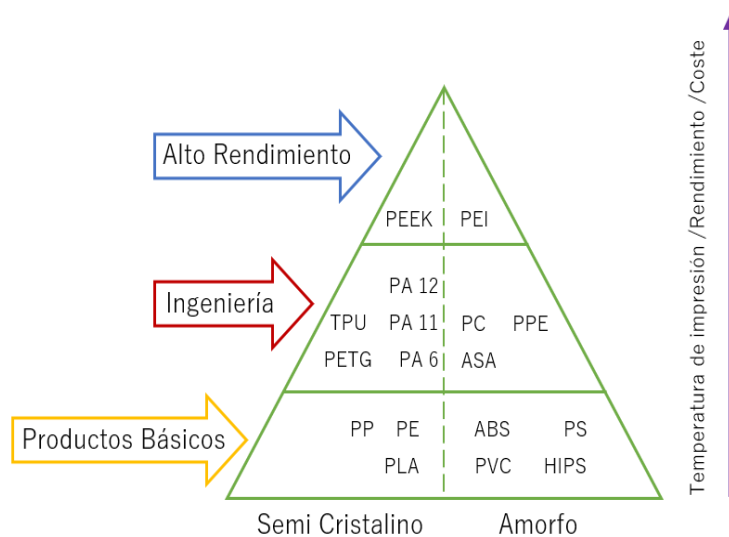 Alto Rendimiento
PEEK PEI
Ingeniería
PA 12
TPU PA 11 PC PPE
PETG PA 6 ASA
Productos Básicos
PP PE ABS PS
PLA PVC HIPS
Semi Cristalino Amorfo
Temperatura de impresión /Rendimiento /Coste